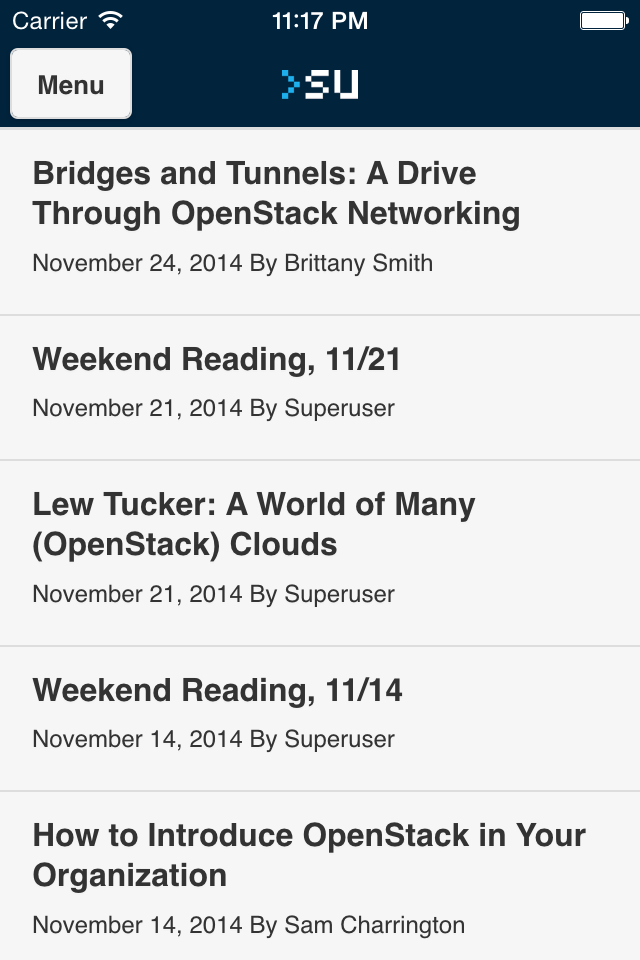 Carrier 11:17 PM
Menu >SU
Bridges and Tunnels: A Drive
Through OpenStack Networking
November 24, 2014 By Brittany Smith
Weekend Reading, 11/21
November 21, 2014 By Superuser
Lew Tucker: A World of Many
(OpenStack) Clouds
November 21, 2014 By Superuser
Weekend Reading, 11/14
November 14, 2014 By Superuser
How to Introduce OpenStack in Your
Organization
November 14, 2014 By Sam Charrington